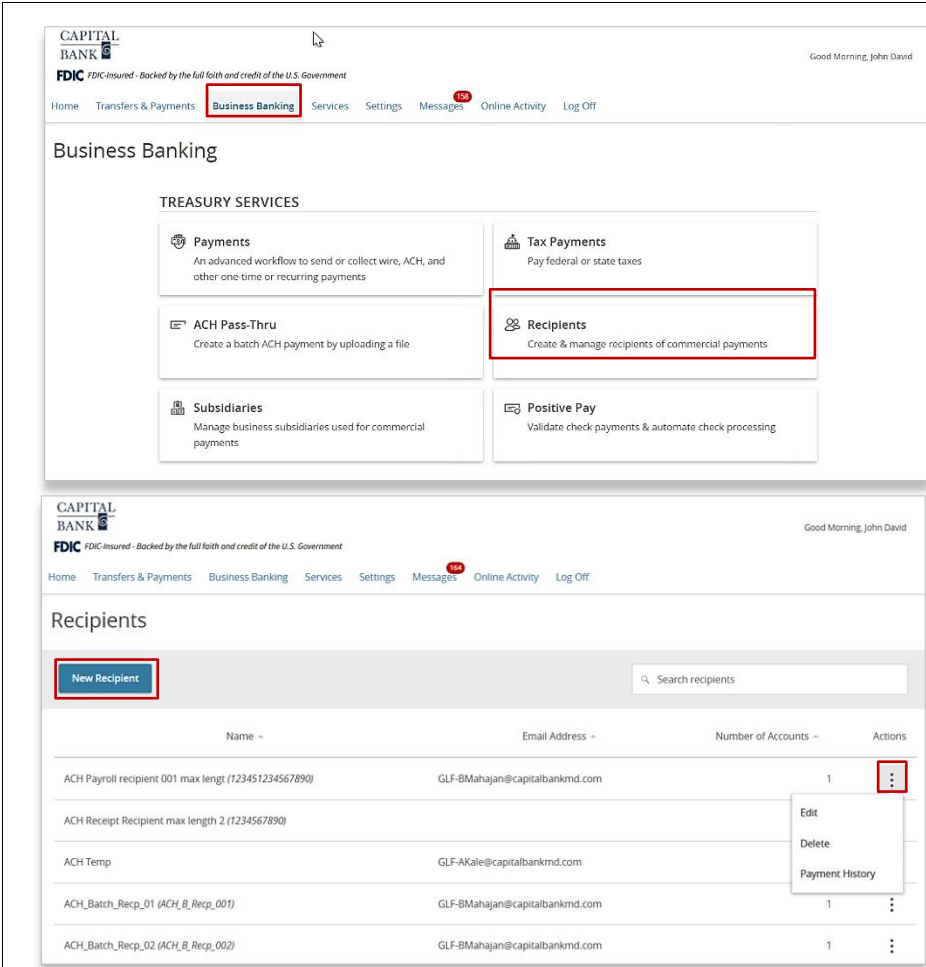 CAPITAL
BANK
FDIC FDIC-Insured - Backed by the full faith and credit of the U.S. Government
Good Morning, John David
Home Transfers & Payments Business Banking Services Settings Messages 158 Online Activity Log Off
Business Banking
TREASURY SERVICES
Payments
An advanced workflow to send or collect wire, ACH, and
other one-time or recurring payments
Tax Payments
Pay federal or state taxes
ACH Pass-Thru
Create a batch ACH payment by uploading a file
Recipients
Create & manage recipients of commercial payments
Subsidiaries
Manage business subsidiaries used for commercial
payments
Positive Pay
Validate check payments & automate check processing
CAPITAL
BANK
FDIC FDIC-Insured - Backed by the full faith and credit of the U.S. Government
Good Morning, John David
Home Transfers & Payments Business Banking Services Settings Messages 164 Online Activity Log Off
Recipients
New Recipient
Search recipients
Name Email Address Number of Accounts Actions
ACH Payroll recipient 001 max lengt (123451234567890) GLF-BMahajan@capitalbankmd.com 1
Edit
Delete
Payment History
ACH Receipt Recipient max length 2 (1234567890)
ACH Temp GLF-AKale@capitalbankmd.com
ACH_Batch_Recp_01 (ACH_B_Recp_001) GLF-BMahajan@capitalbankmd.com 1
ACH_Batch_Recp_02 (ACH_B_Recp_002) GLF-BMahajan@capitalbankmd.com 1